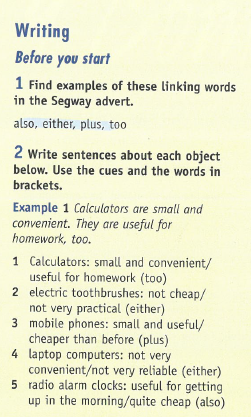 Writing
Before you start
1 Find examples of these linking words
in the Segway advert.
also, either, plus, too
2 Write sentences about each object
below. Use the cues and the words in
brackets.
Example 1 Calculators are small and
convenient. They are useful for
homework, too.
1 Calculators: small and convenient/
useful for homework (too)
2 electric toothbrushes: not cheap/
not very practical (either)
3 mobile phones: small and useful/
cheaper than before (plus)
4 laptop computers: not very
convenient/not very reliable (either)
5 radio alarm clocks: useful for getting
up in the morning/quite cheap (also)